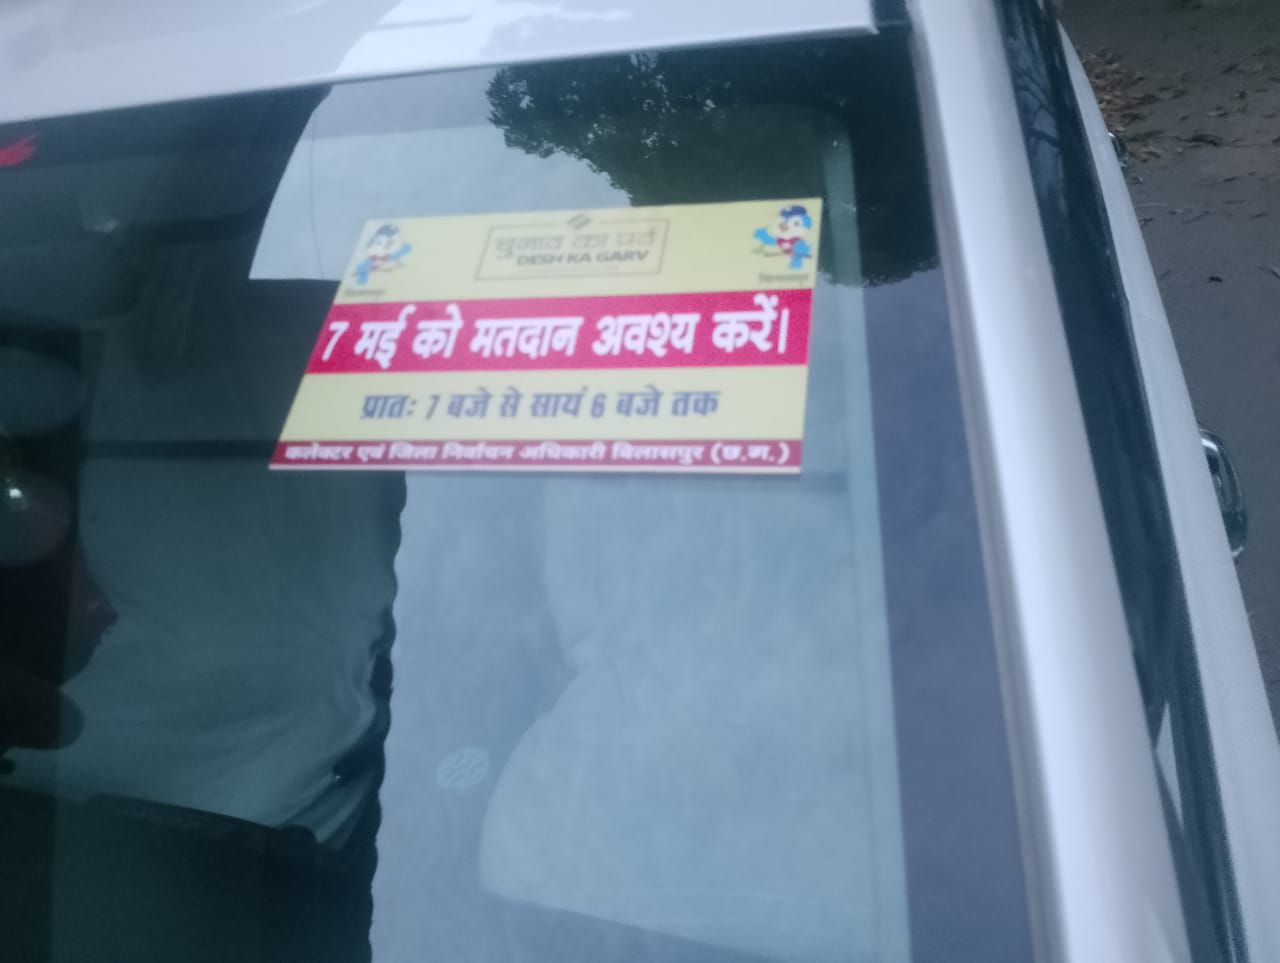 चुनाव का पर्व
DESH KA GARV
7 मई को मतदान अवश्य करें।
प्रातः 7 बजे से सायं 6 बजे तक
कलेक्टर एवं जिला निर्वाचन अधिकारी बिलासपुर (छ.ग.)